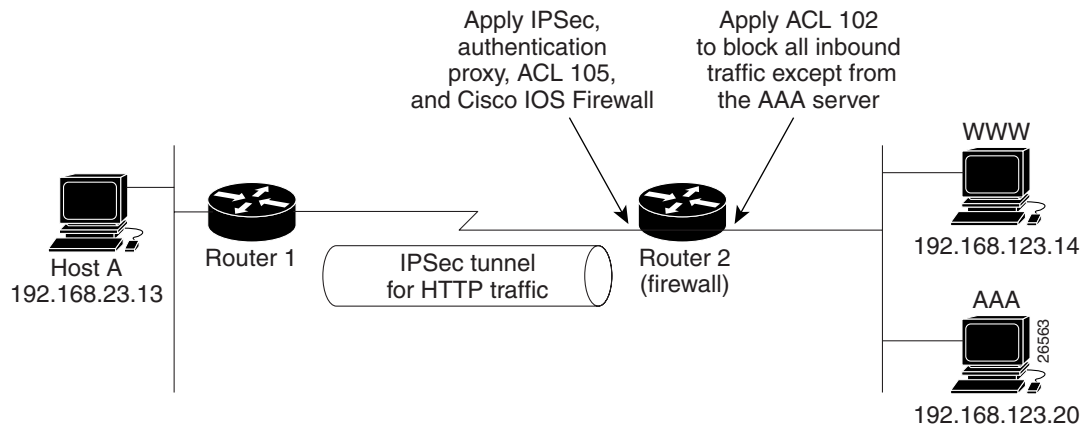 Apply IPSec,
authentication
proxy, ACL 105,
and Cisco IOS Firewall
Apply ACL 102
to block all inbound
traffic except from
the AAA server
WWW
192.168.123.14
Host A
192.168.23.13
Router 1
IPSec tunnel
for HTTP traffic
Router 2
(firewall)
AAA
26563
192.168.123.20